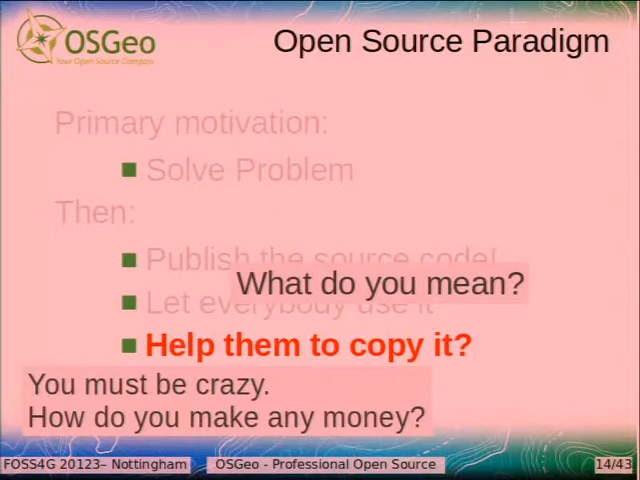 OSGeo
Your Open Source Compass
Open Source Paradigm
Primary motivation:
Solve Problem
Then:
Publish the source code!
What do you mean?
Let everybody use it
Help them to copy it?
You must be crazy.
How do you make any money?
FOSS4G 20123– Nottingham
OSGeo - Professional Open Source
14/43